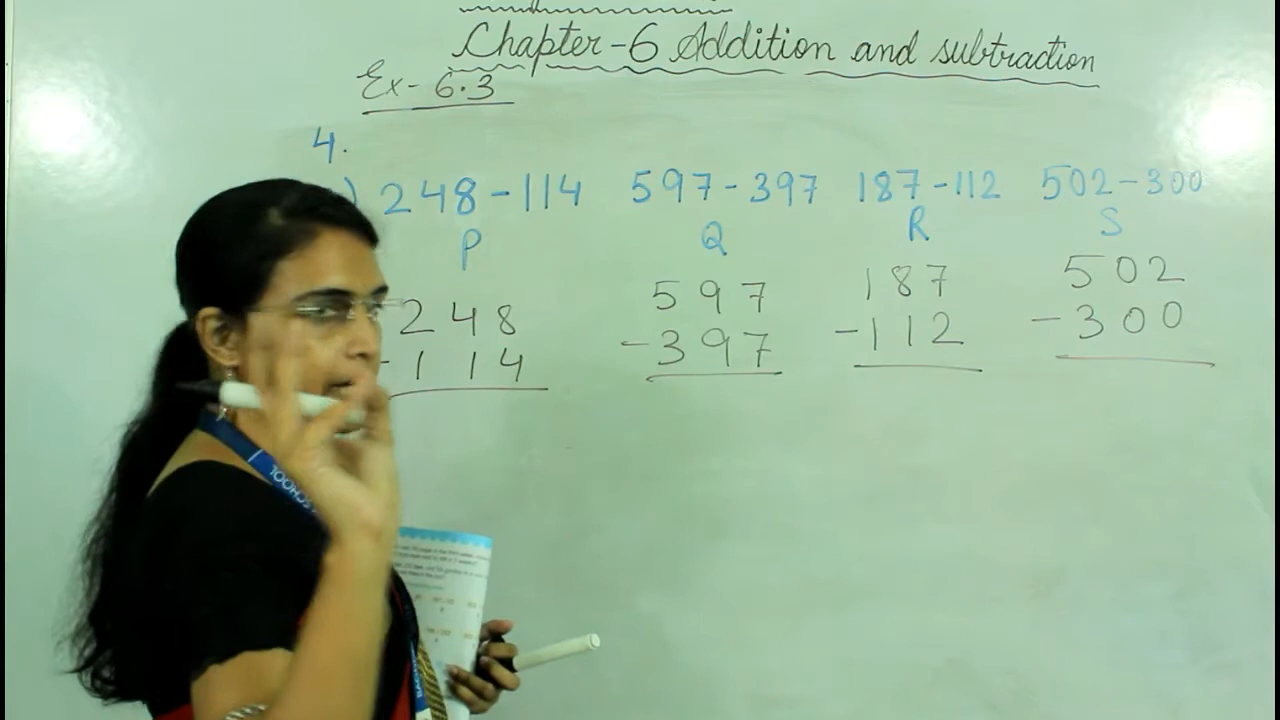 Chapter-6 Addition and subtraction
Ex- 6.3
4.
) 248-114 597-397 187-112 502-300
P Q R S
248 597 187 502
-114 -397 -112 -300
SCHOOL